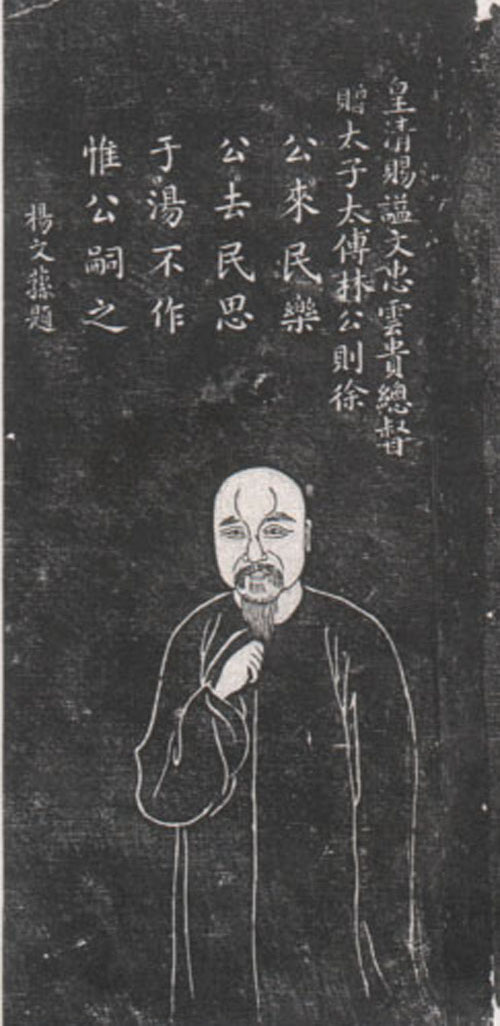 皇清賜謚文忠雲貴總督
贈太子太傅林公則徐
公來民樂
公去民思
于湯不作
惟公嗣之
楊文蓀題